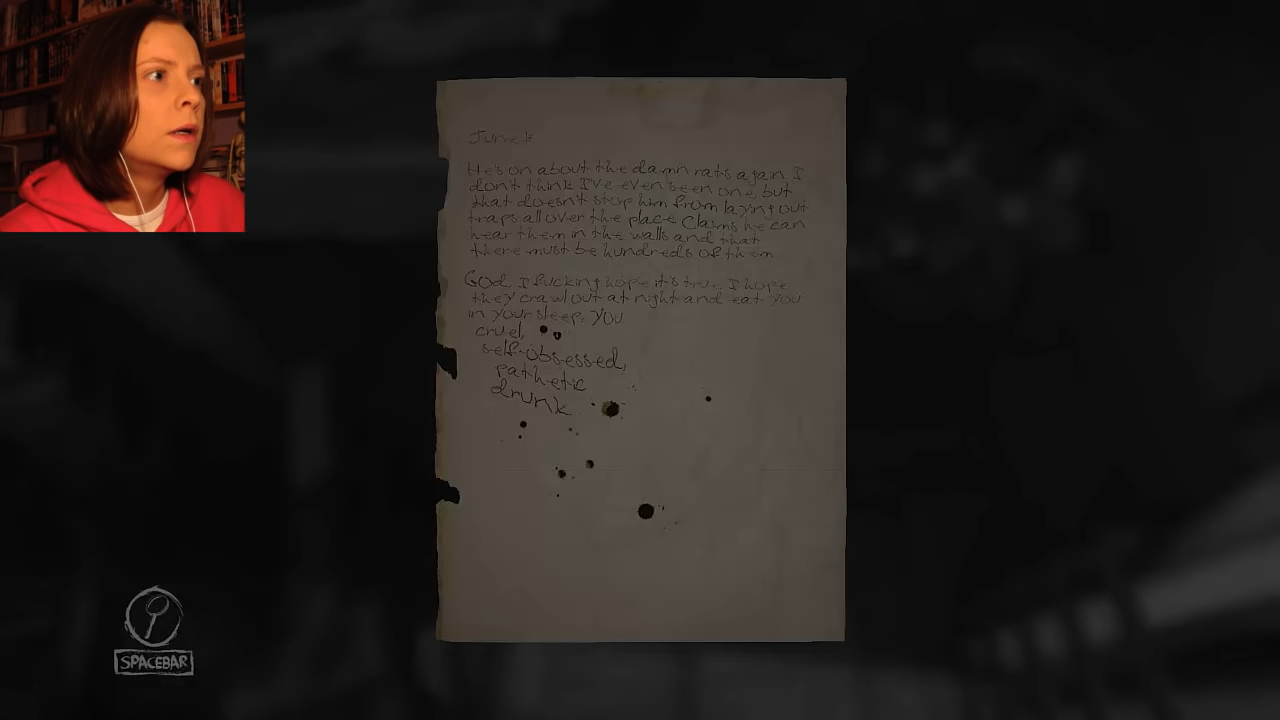 He's on about the damn rats again. I
don't think I've even seen one, but
that doesn't stop him from laying out
traps all over the place. Claims he can
hear them in the walls and that
there must be hundreds of them
God I fucking hope it's true I hope
they crawl out at night and eat you
in your sleep. You
cruel,
self-obsessed,
pathetic
drunk
SPACEBAR